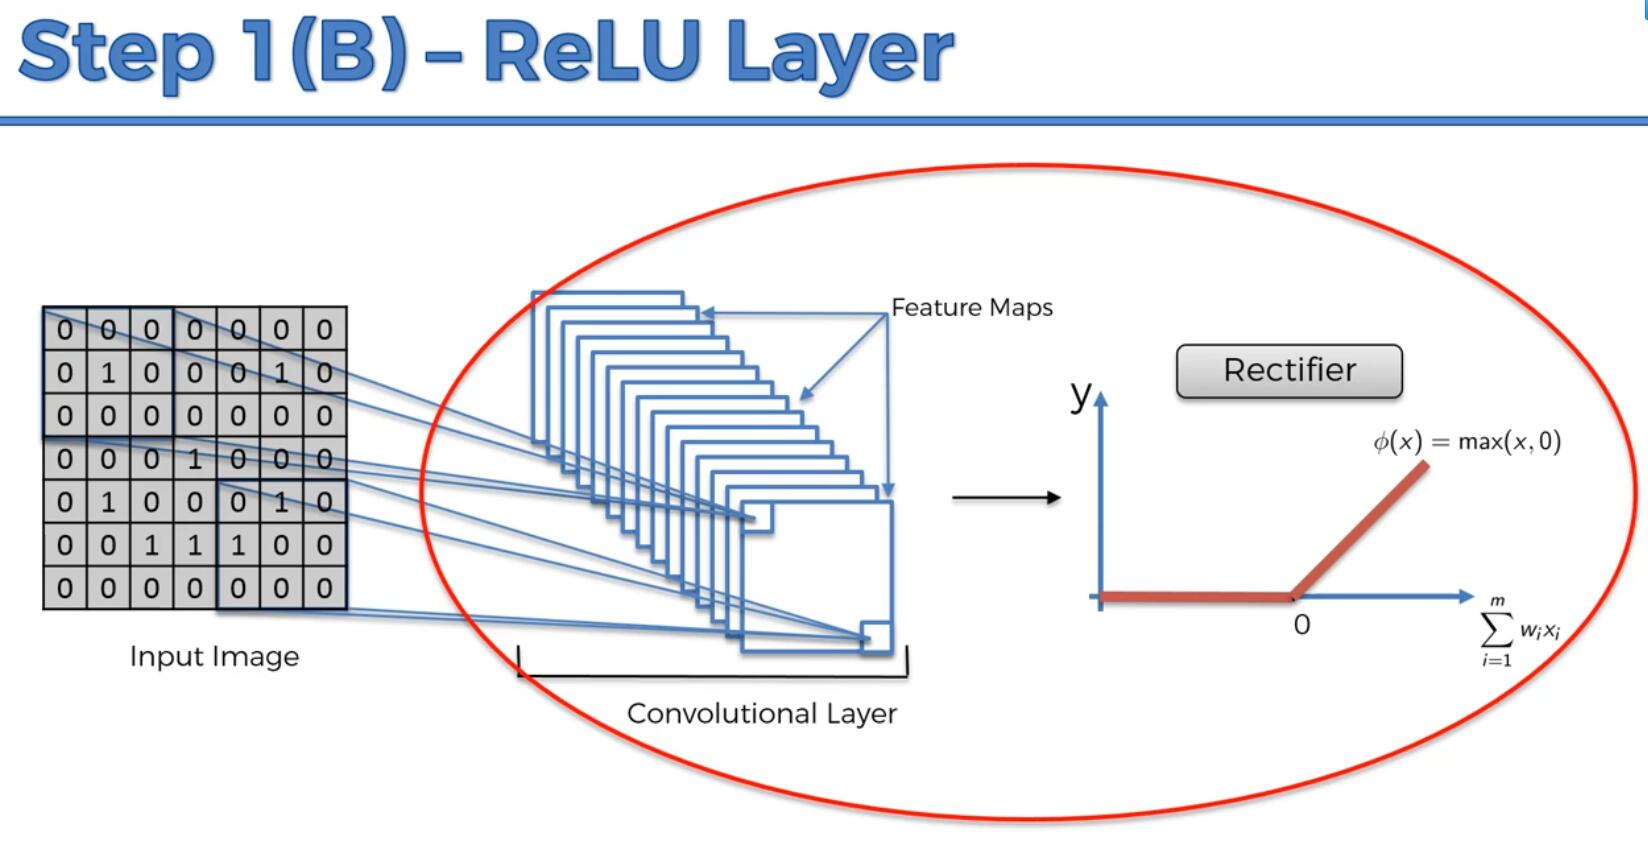 Step 1(B) – ReLU Layer
Feature Maps
0 0 0 0 0 0 0
0 1 0 0 0 1 0
0 0 0 0 0 0 0
0 0 0 1 0 0 0
0 1 0 0 0 1 0
0 0 1 1 1 0 0
0 0 0 0 0 0 0
Input Image
Convolutional Layer
Rectifier
y
ϕ(x) = max(x, 0)
0
m
∑ wᵢxᵢ
i=1